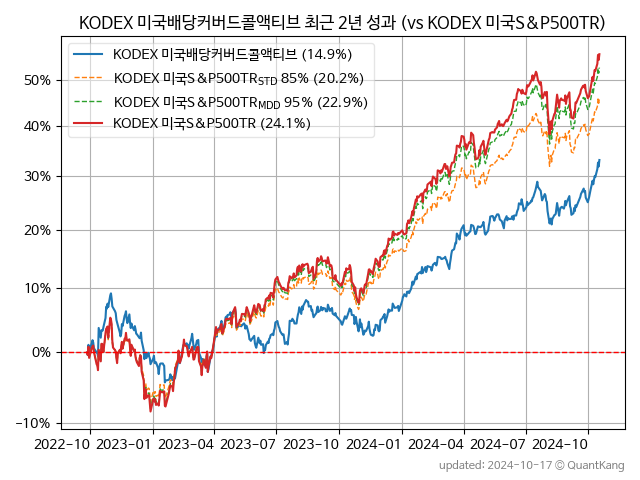 KODEX 미국배당커버드콜액티브 최근 2년 성과 (vs KODEX 미국S&P500TR)
KODEX 미국배당커버드콜액티브 (14.9%)
KODEX 미국S&P500TR_STD 85% (20.2%)
KODEX 미국S&P500TR_MDD 95% (22.9%)
KODEX 미국S&P500TR (24.1%)
50%
40%
30%
20%
10%
0%
-10%
2022-10 2023-01 2023-04 2023-07 2023-10 2024-01 2024-04 2024-07 2024-10
updated: 2024-10-17 © QuantKang